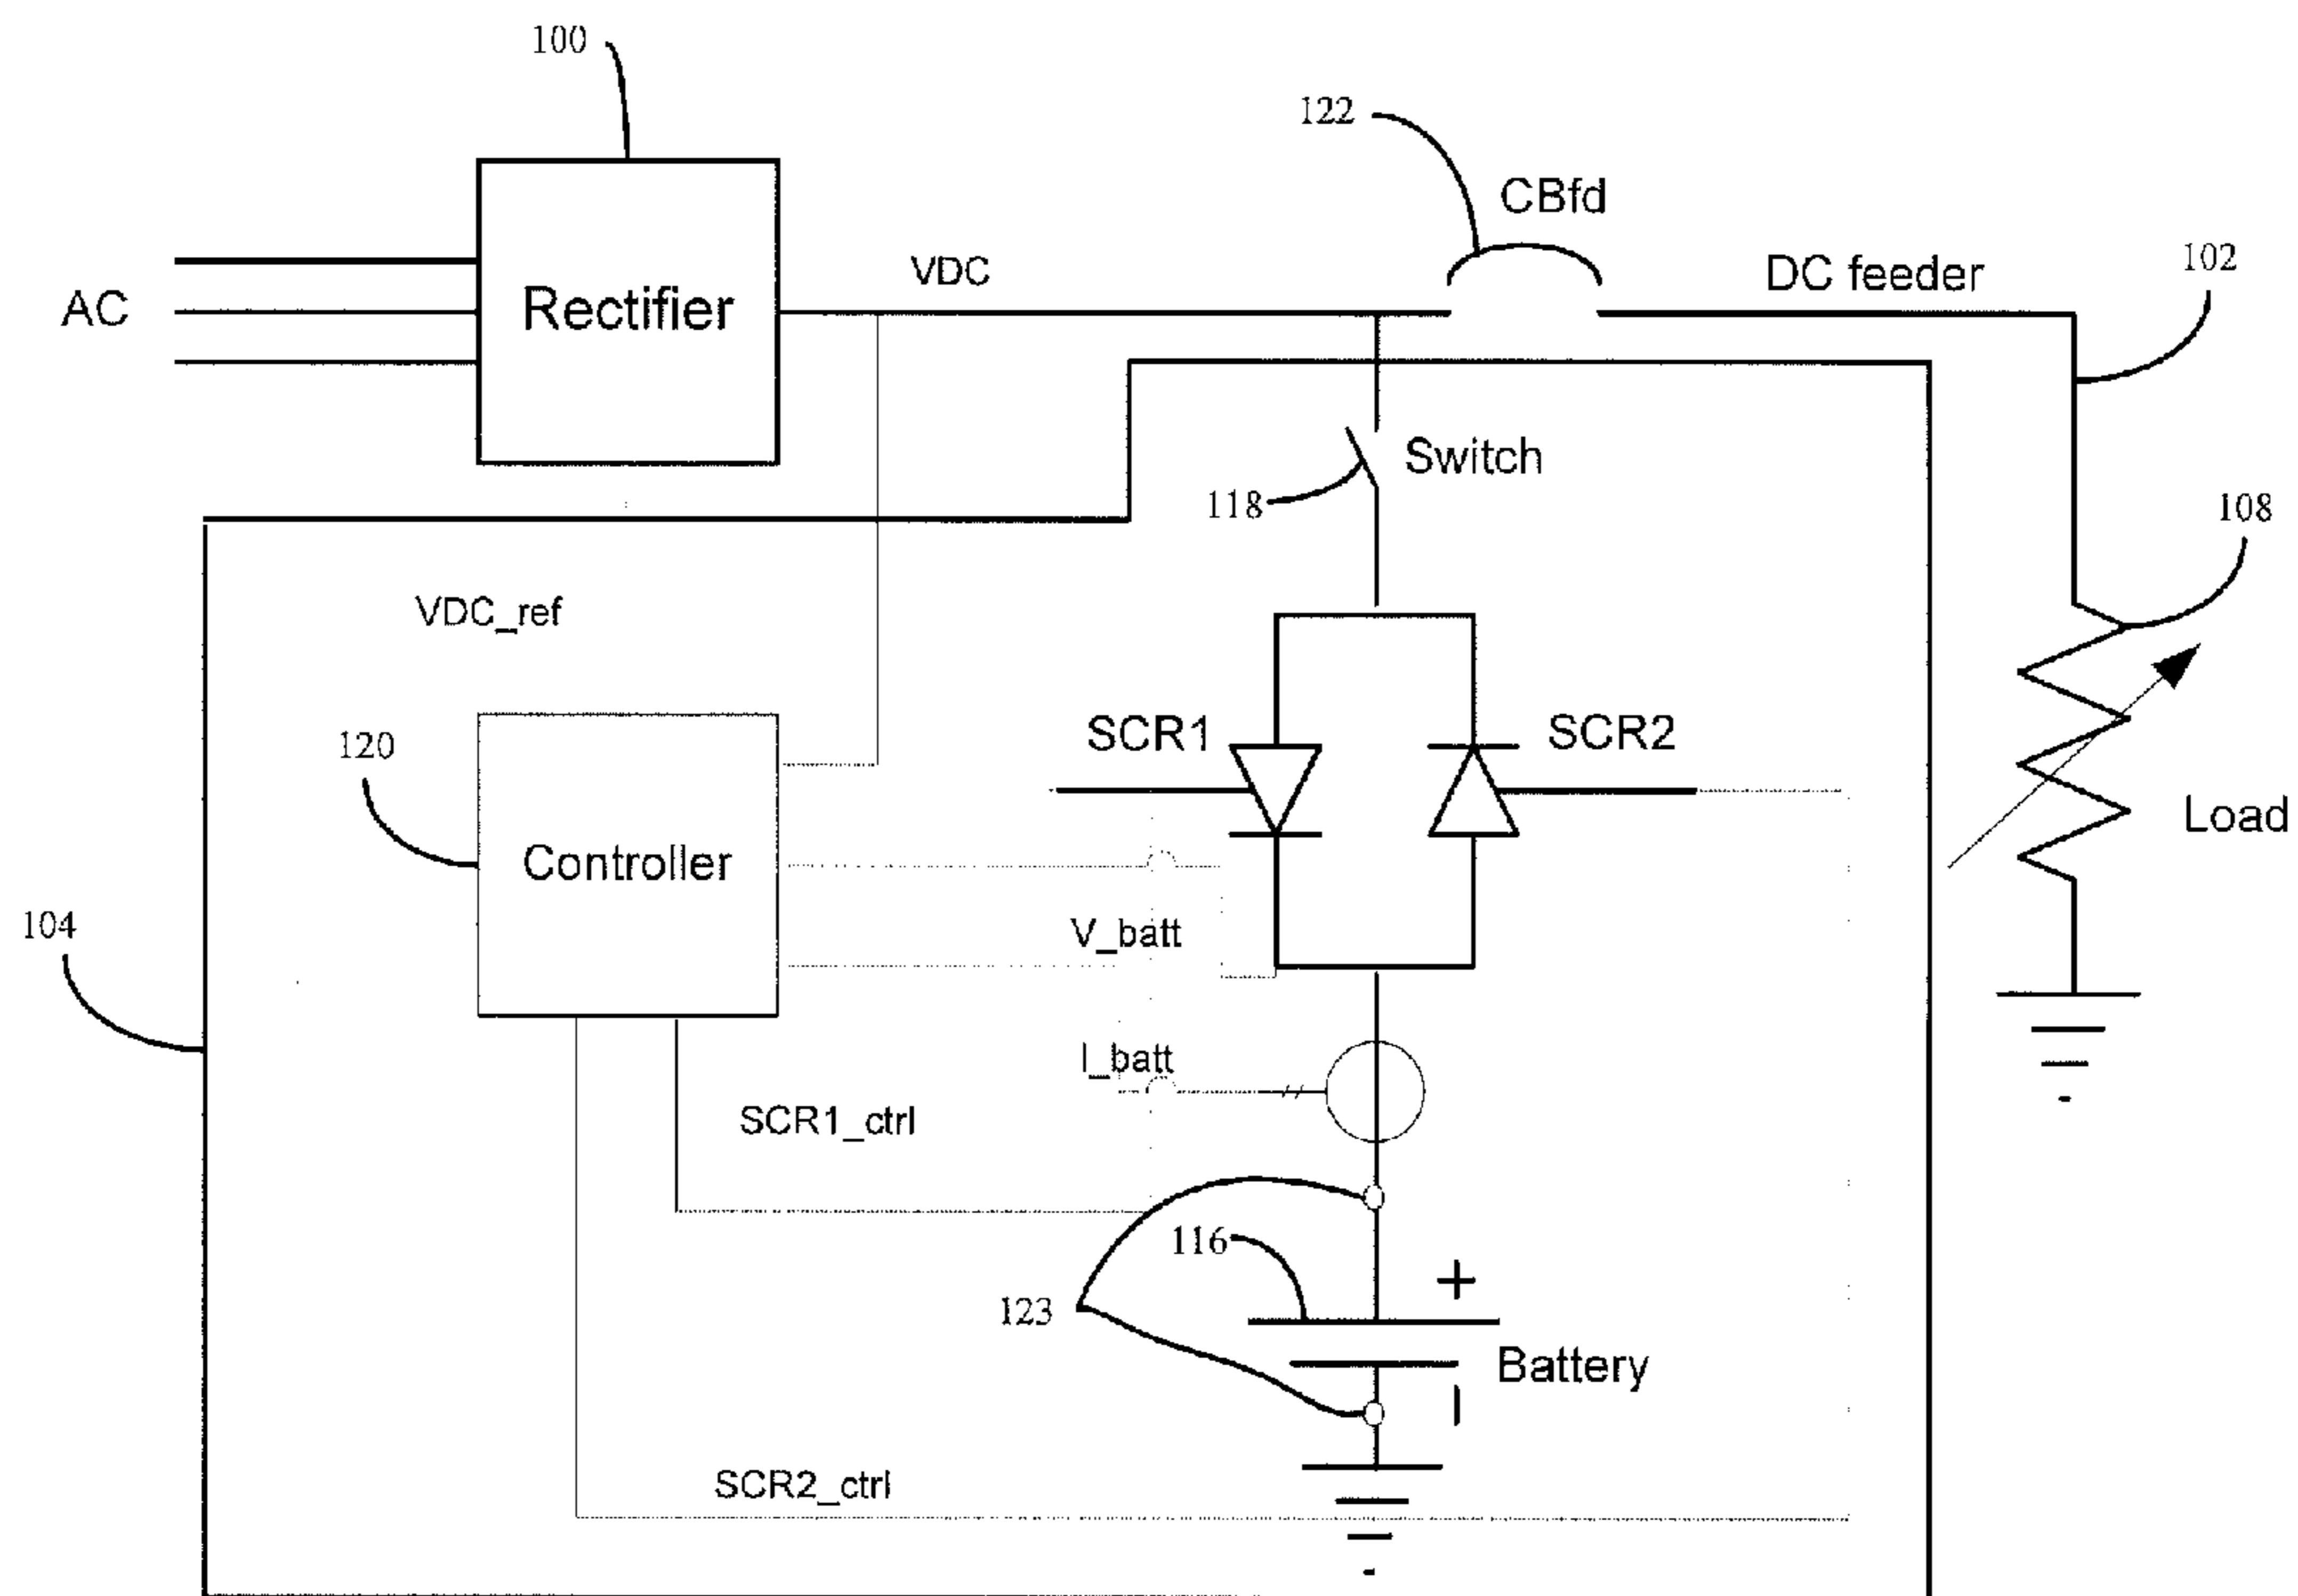 100
122
CBfd
102
VDC
DC feeder
AC
Rectifier
Switch
118
108
VDC_ref
SCR1
SCR2
120
Load
Controller
104
V_batt
I_batt
SCR1_ctrl
116
+
123
Battery
SCR2_ctrl